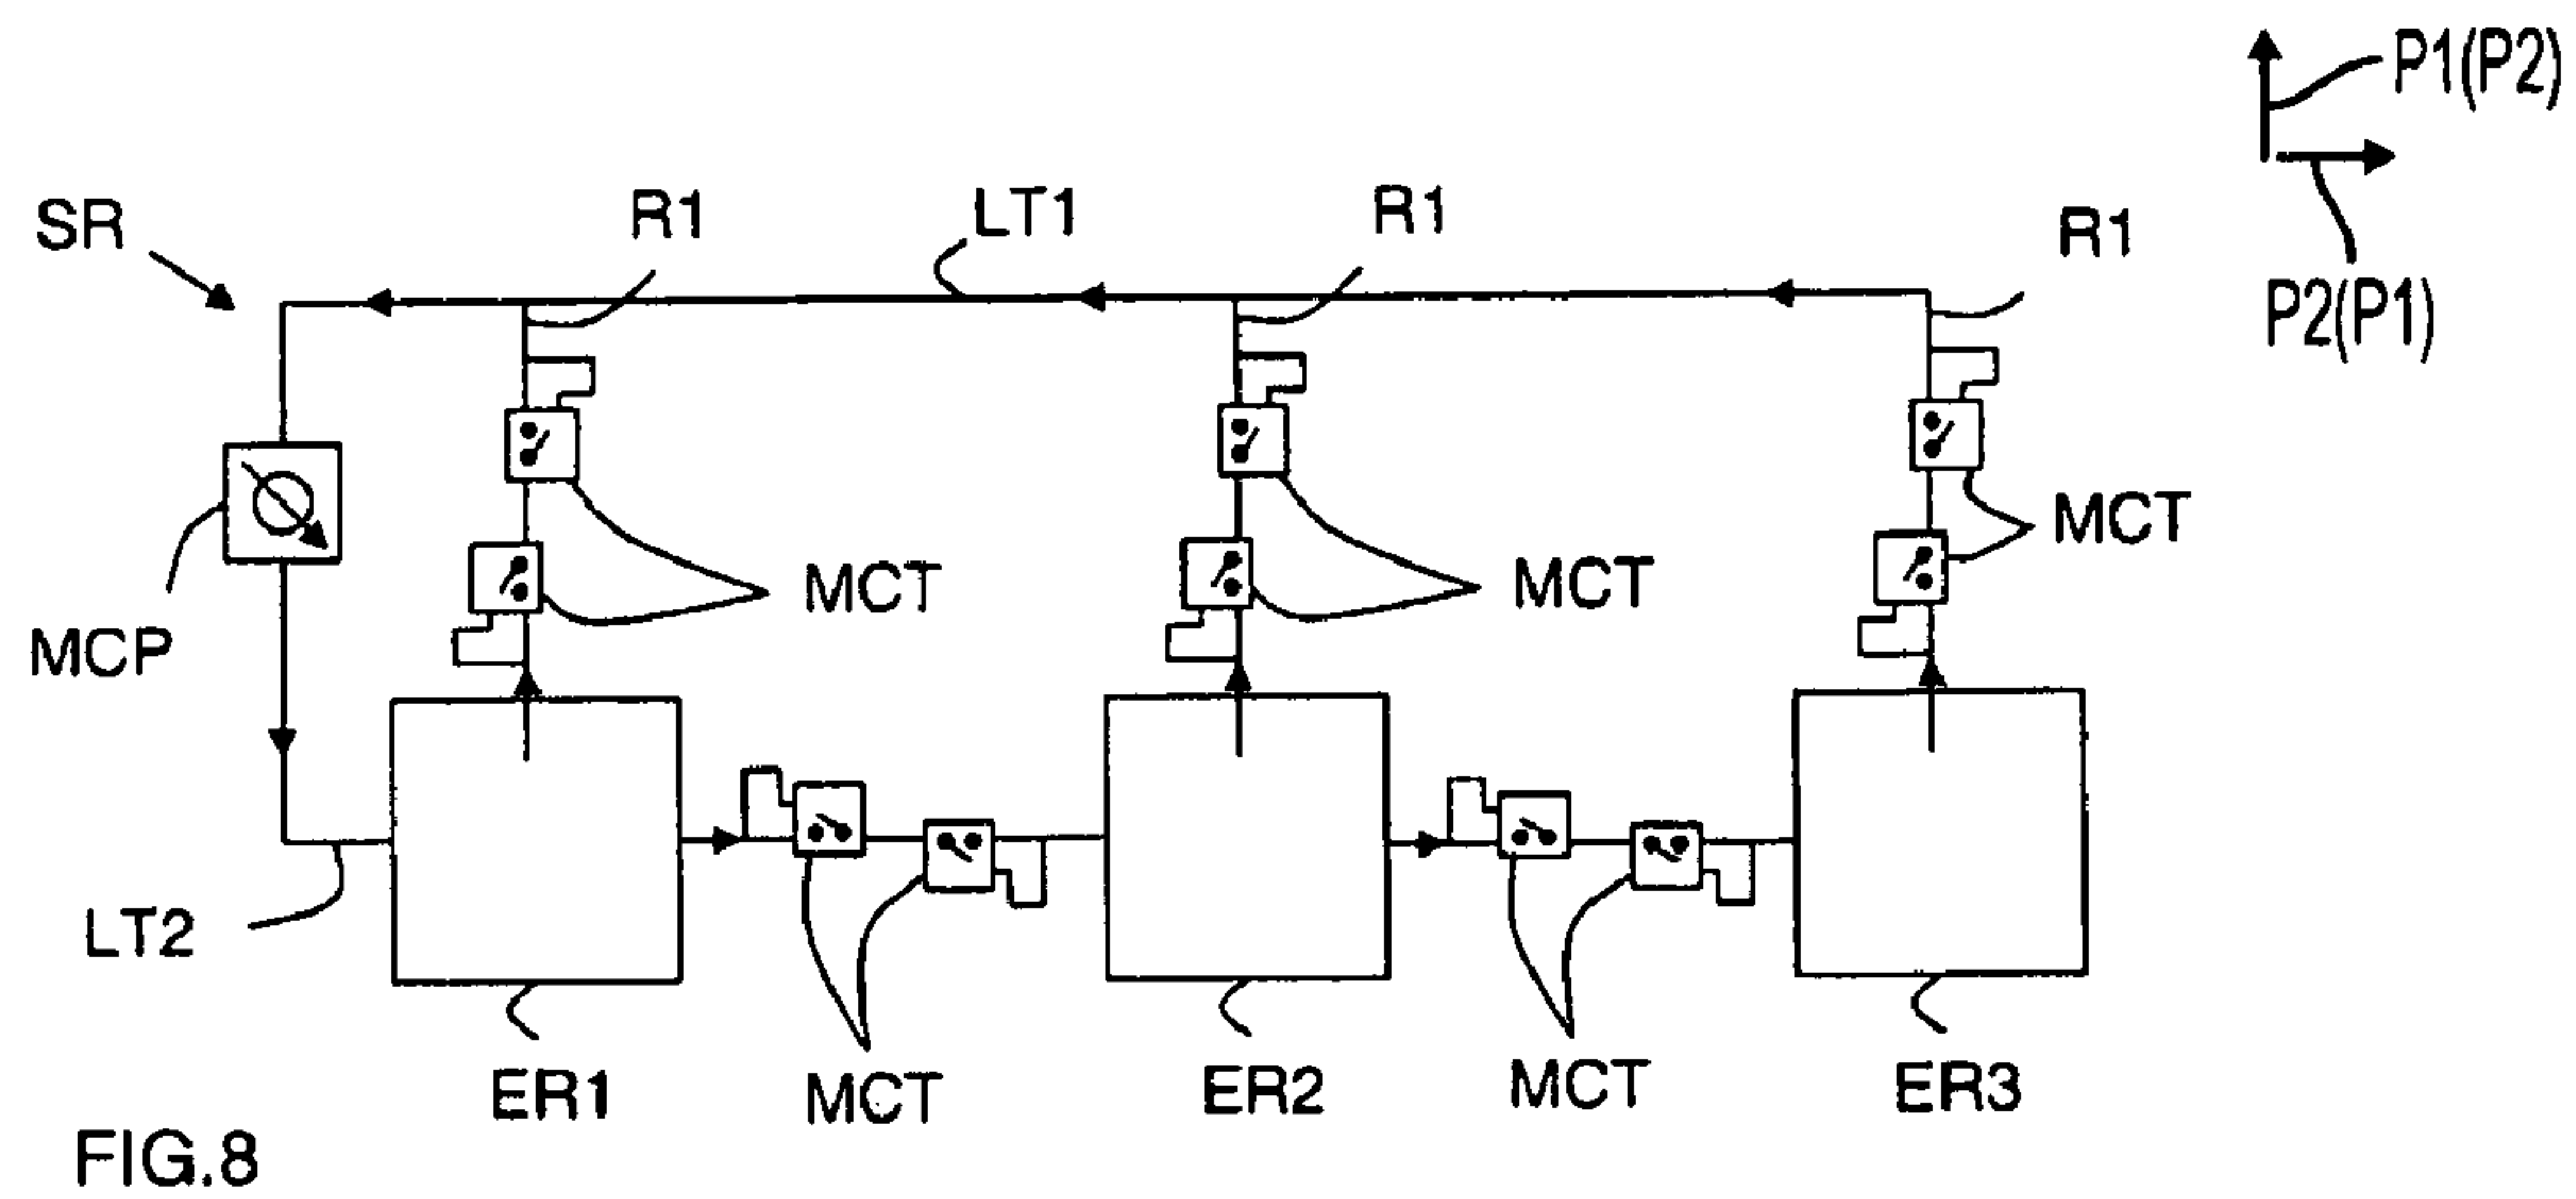 P1(P2)
SR
R1
LT1
R1
R1
P2(P1)
MCT
MCT
MCT
MCP
LT2
ER1
MCT
ER2
MCT
ER3
FIG.8